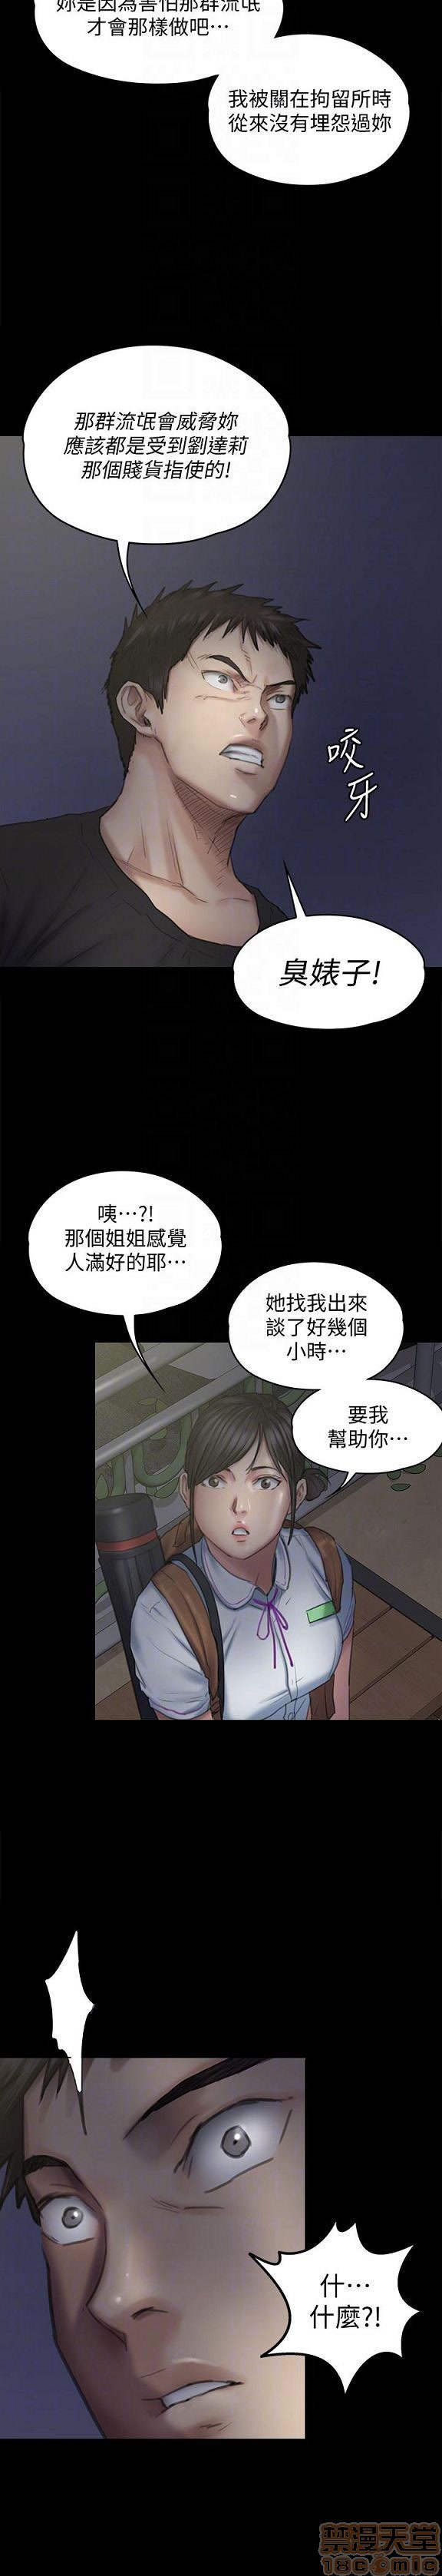 妳是因為害怕那群流氓
才會那樣做吧…
我被關在拘留所時
從來沒有埋怨過妳
那群流氓會威脅妳
應該都是受到劉達莉
那個賤貨指使的!
咬牙
臭婊子!
咦…?!
那個姐姐感覺
人滿好的耶…
她找我出來
談了好幾個
小時…
要我
幫助你…
什…
什麼?!
禁漫天堂
18comic